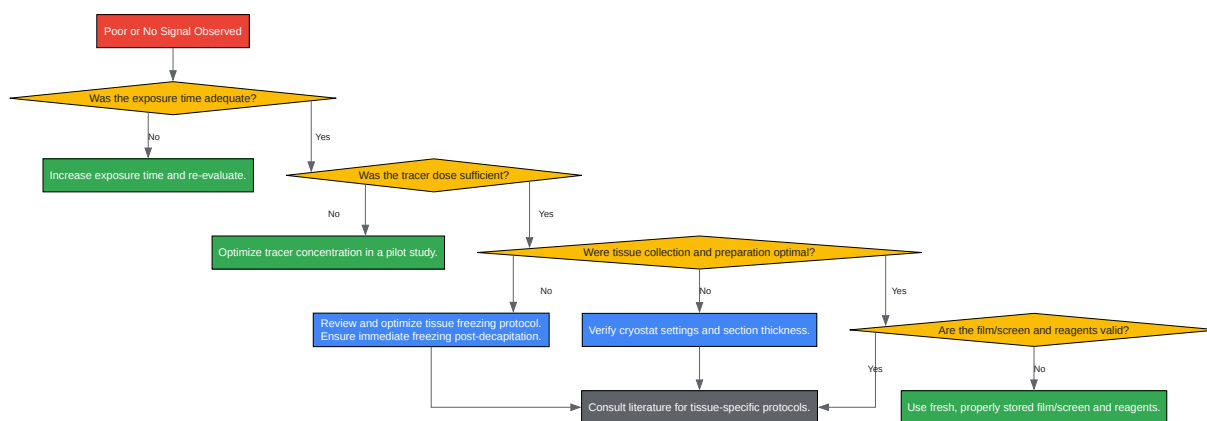 Poor or No Signal Observed
Was the exposure time adequate?
No
Yes
Increase exposure time and re-evaluate.
Was the tracer dose sufficient?
No
Yes
Optimize tracer concentration in a pilot study.
Were tissue collection and preparation optimal?
No
No
Yes
Review and optimize tissue freezing protocol.
Ensure immediate freezing post-decapitation.
Verify cryostat settings and section thickness.
Are the film/screen and reagents valid?
Yes
No
Consult literature for tissue-specific protocols.
Use fresh, properly stored film/screen and reagents.